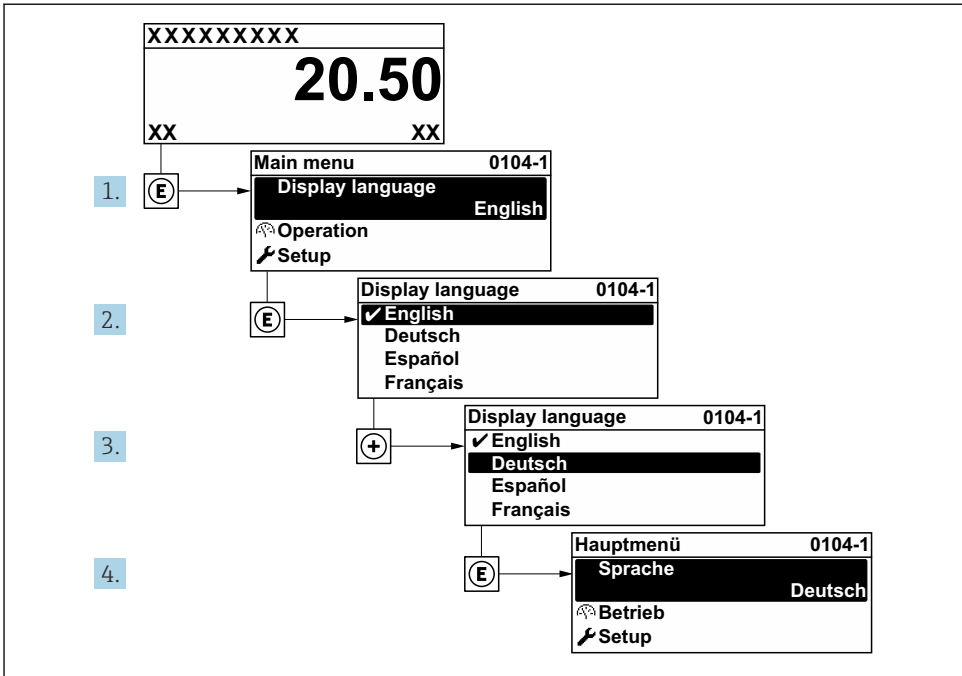 XXXXXXXXX
20.50
XX XX
1. E
Main menu 0104-1
Display language
English
Operation
Setup
2. E
Display language 0104-1
✔English
Deutsch
Español
Français
3. +
Display language 0104-1
✔English
Deutsch
Español
Français
4. E
Hauptmenü 0104-1
Sprache
Deutsch
Betrieb
Setup